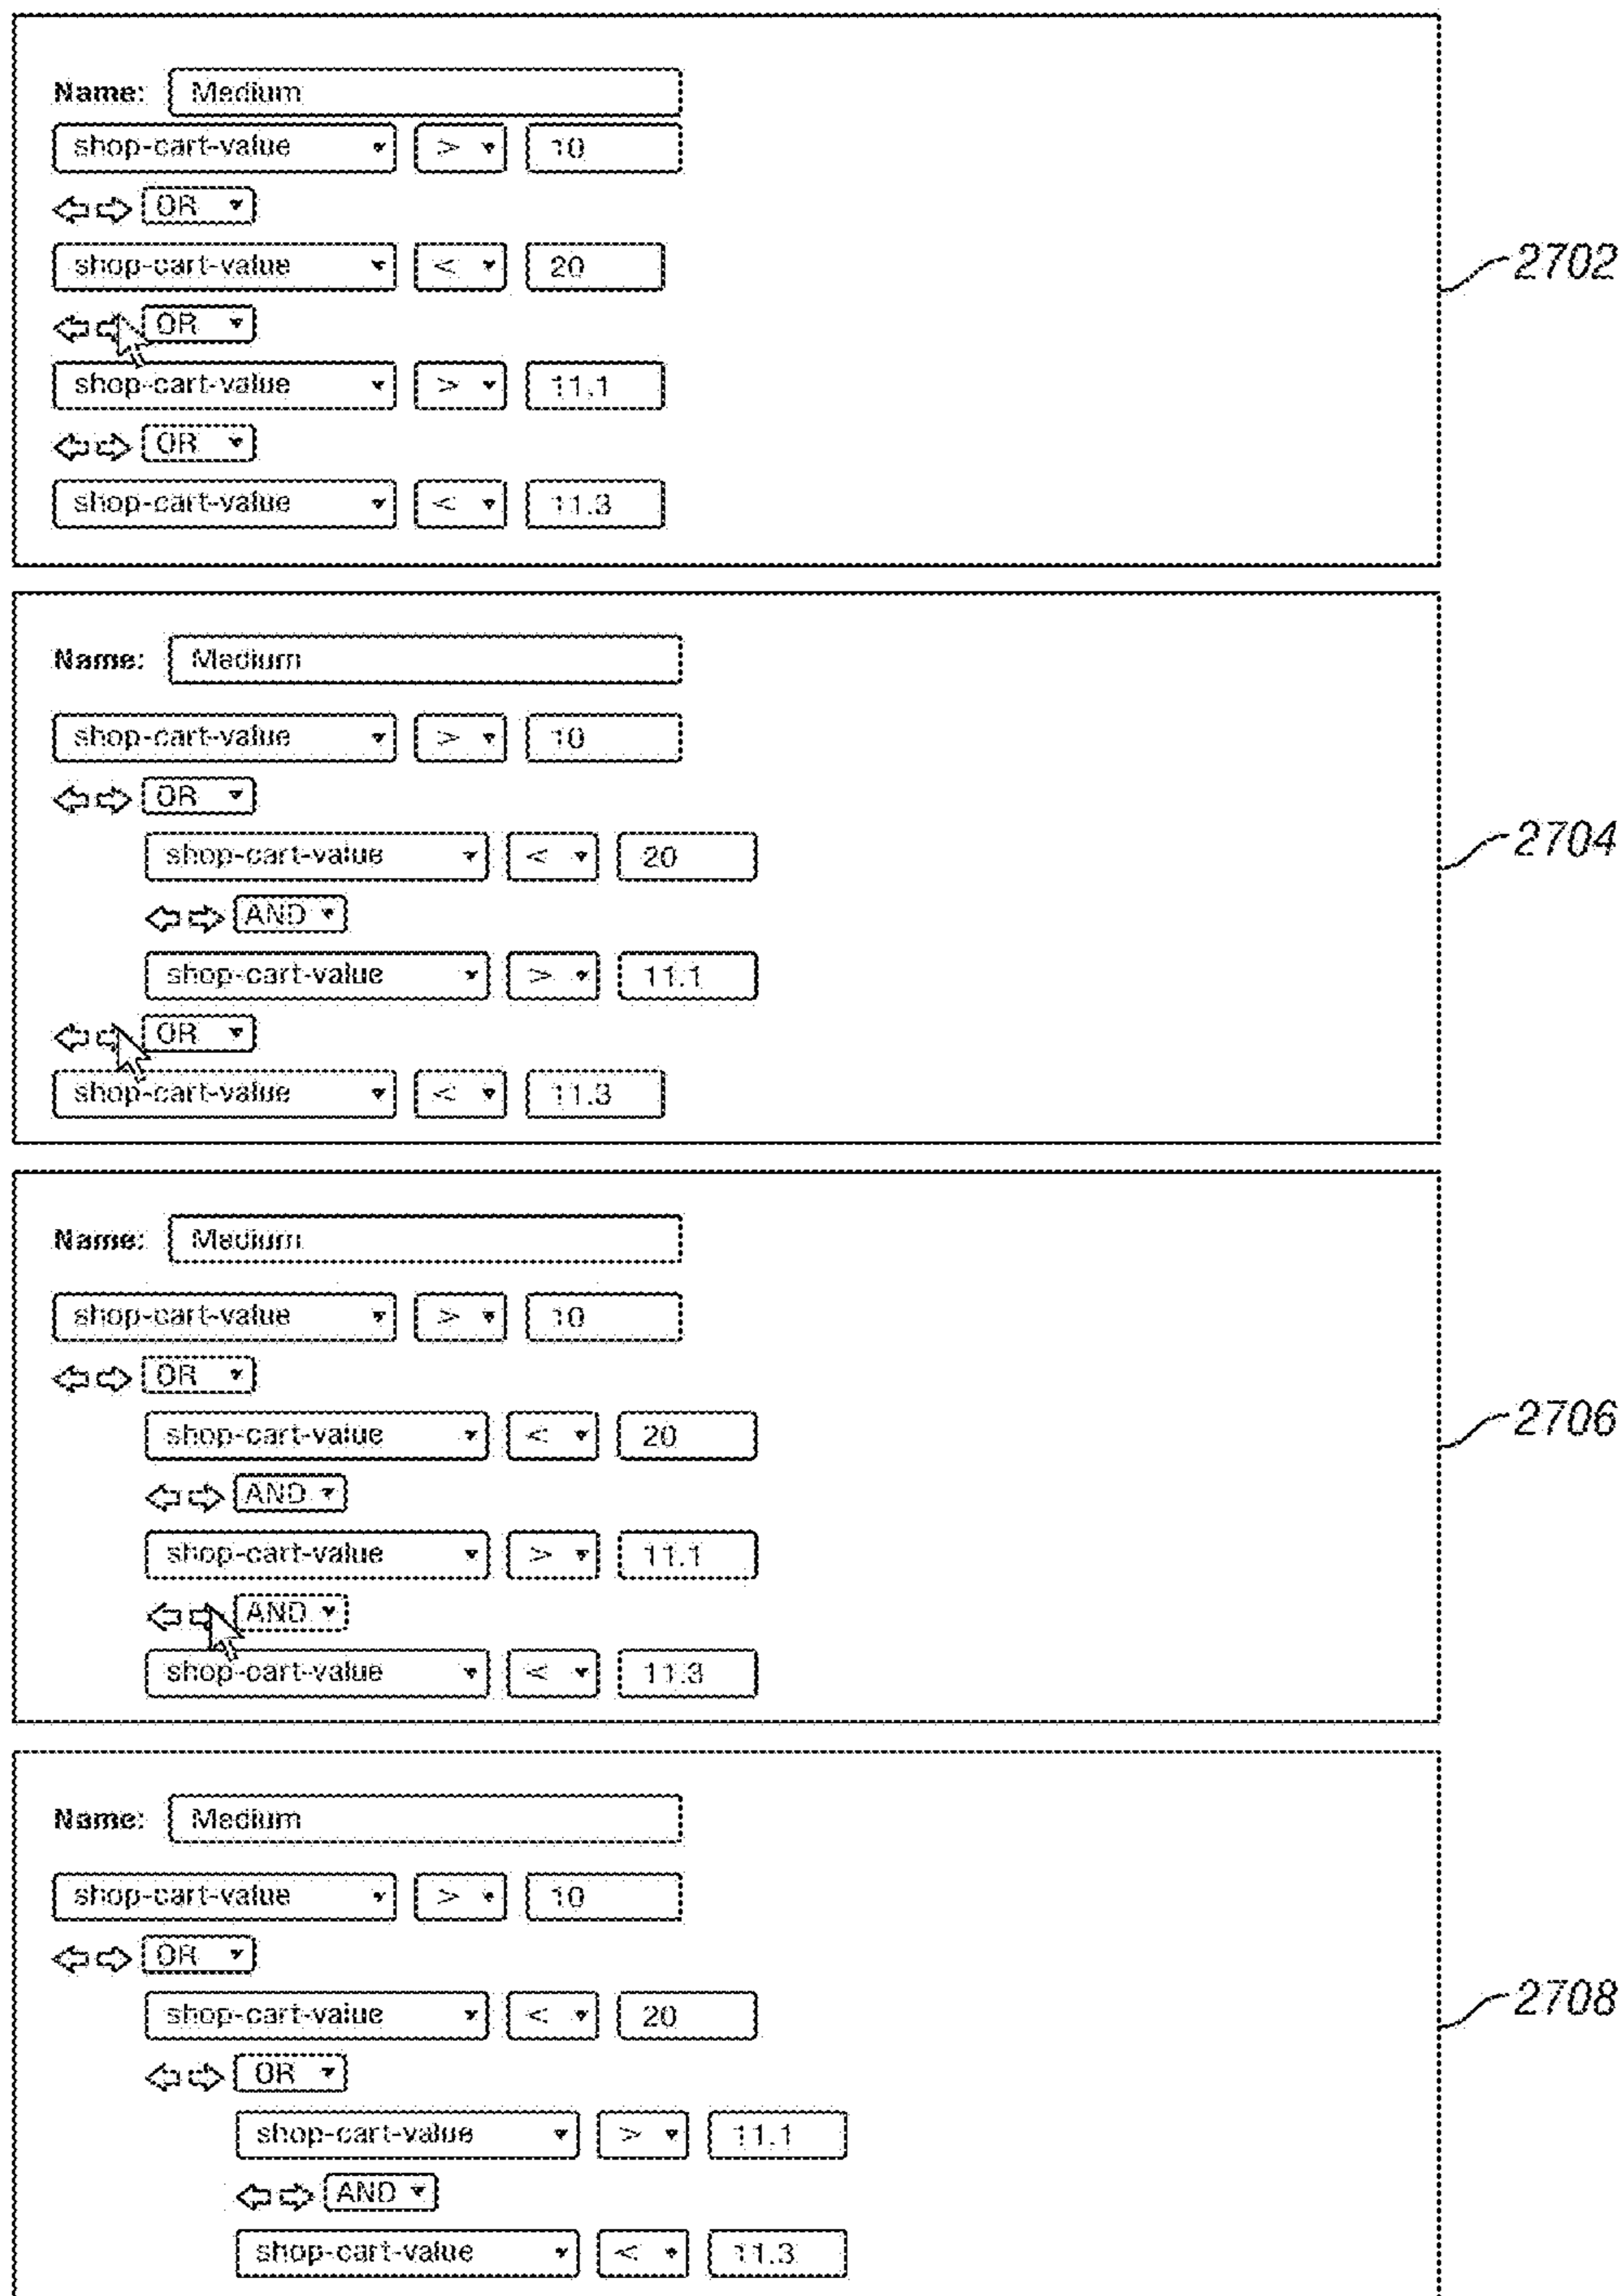 Name: Medium
shop-cart-value > 10
OR
shop-cart-value < 20
OR
shop-cart-value > 11.1
OR
shop-cart-value < 11.3
2702
Name: Medium
shop-cart-value > 10
OR
shop-cart-value < 20
AND
shop-cart-value > 11.1
OR
shop-cart-value < 11.3
2704
Name: Medium
shop-cart-value > 10
OR
shop-cart-value < 20
AND
shop-cart-value > 11.1
AND
shop-cart-value < 11.3
2706
Name: Medium
shop-cart-value > 10
OR
shop-cart-value < 20
OR
shop-cart-value > 11.1
AND
shop-cart-value < 11.3
2708